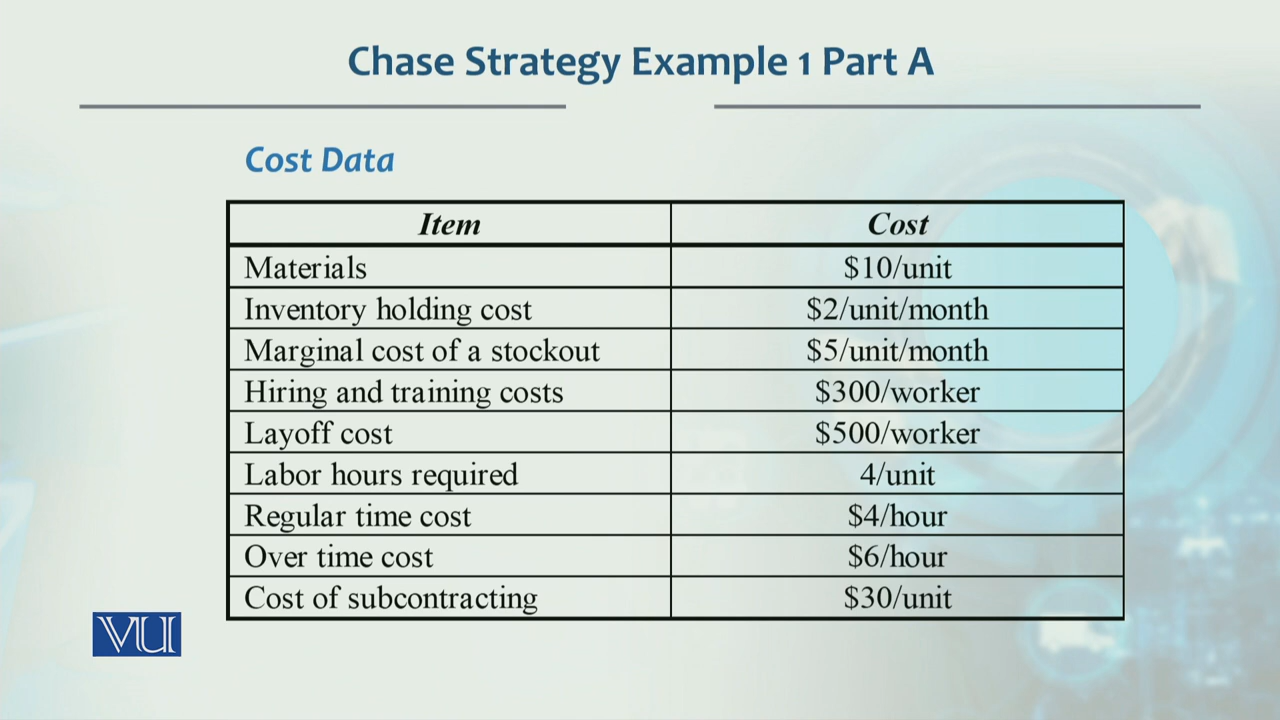 Chase Strategy Example 1 Part A
Cost Data
Item Cost
Materials $10/unit
Inventory holding cost $2/unit/month
Marginal cost of a stockout $5/unit/month
Hiring and training costs $300/worker
Layoff cost $500/worker
Labor hours required 4/unit
Regular time cost $4/hour
Over time cost $6/hour
Cost of subcontracting $30/unit
VU